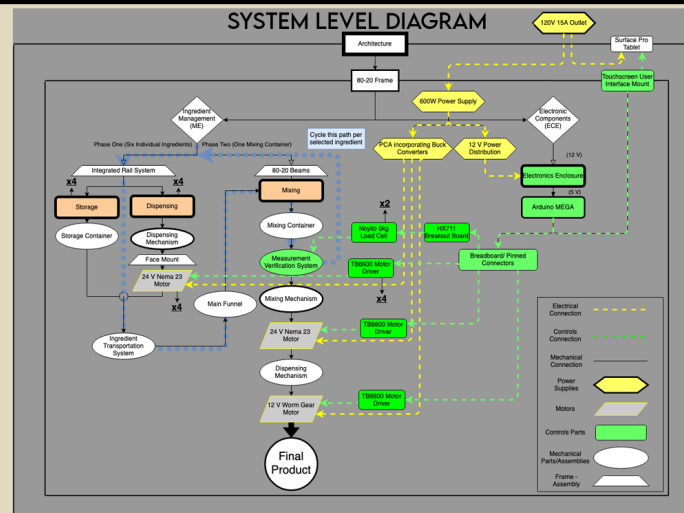 SYSTEM LEVEL DIAGRAM
120V 15A Outlet
Architecture
Surface Pro
Tablet
80-20 Frame
Touchscreen User
Interface Mount
600W Power Supply
Ingredient
Management
(ME)
Cycle this path per
selected ingredient
Electronic
Components
(ECE)
Phase One (Six Individual Ingredients)
Phase Two (One Mixing Container)
PCA incorporating Buck
Converters
12 V Power
Distribution
(12 V)
Integrated Rail System
80-20 Beams
Electronics Enclosure
x4
x4
Mixing
(5 V)
Storage
Dispensing
x2
Arduino MEGA
Storage Container
Dispensing
Mechanism
Mixing Container
Noyito 5kg
Load Cell
HX711
Breakout Board
Face Mount
Measurement
Verification System
TB6600 Motor
Driver
Breadboard/ Pinned
Connectors
24 V Nema 23
Motor
x4
Main Funnel
Mixing Mechanism
x4
Ingredient
Transportation
System
24 V Nema 23
Motor
TB6600 Motor
Driver
Dispensing
Mechanism
12 V Worm Gear
Motor
TB6600 Motor
Driver
Final
Product
Electrical
Connection
Controls
Connection
Mechanical
Connection
Power
Supplies
Motors
Controls Parts
Mechanical
Parts/Assemblies
Frame -
Assembly